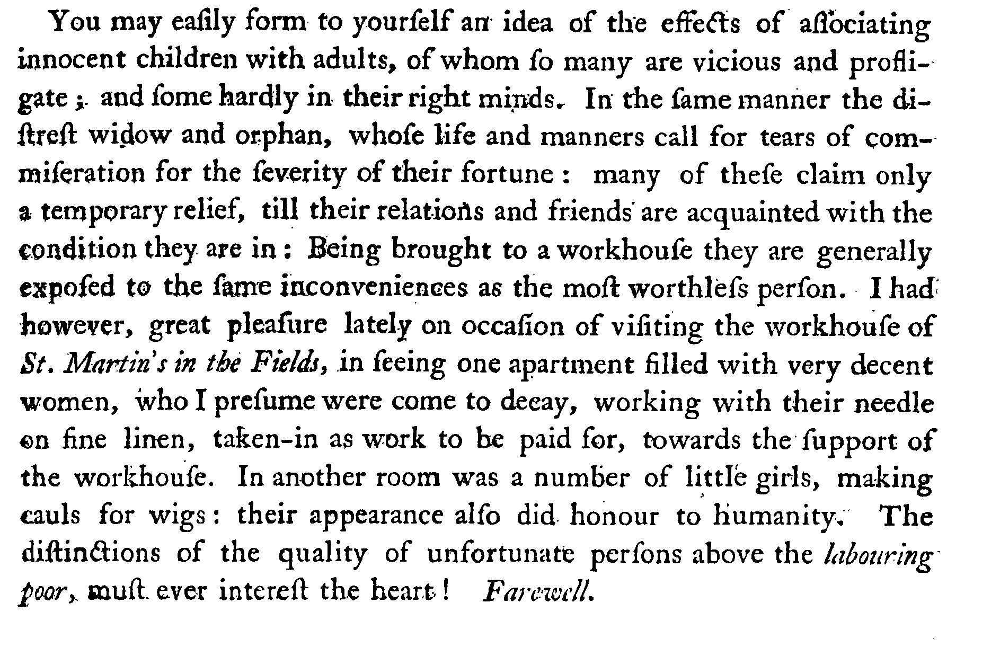 You may eaſily form to yourſelf an idea of the effects of aſſociating
innocent children with adults, of whom ſo many are vicious and profli-
gate; and ſome hardly in their right minds. In the ſame manner the di-
ſtreſt widow and orphan, whoſe life and manners call for tears of com-
miſeration for the ſeverity of their fortune: many of theſe claim only
a temporary relief, till their relations and friends are acquainted with the
condition they are in: Being brought to a workhouſe they are generally
expoſed to the ſame inconveniences as the moſt worthleſs perſon. I had
however, great pleaſure lately on occaſion of viſiting the workhouſe of
St. Martin's in the Fields, in ſeeing one apartment filled with very decent
women, who I preſume were come to decay, working with their needle
on fine linen, taken-in as work to be paid for, towards the ſupport of
the workhouſe. In another room was a number of little girls, making
cauls for wigs: their appearance alſo did honour to humanity. The
diſtinctions of the quality of unfortunate perſons above the labouring
poor, muſt ever intereſt the heart! Farewell.